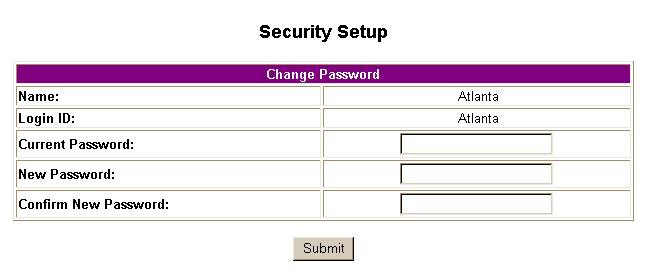 Security Setup
Change Password
Name: Atlanta
Login ID: Atlanta
Current Password:
New Password:
Confirm New Password:
Submit